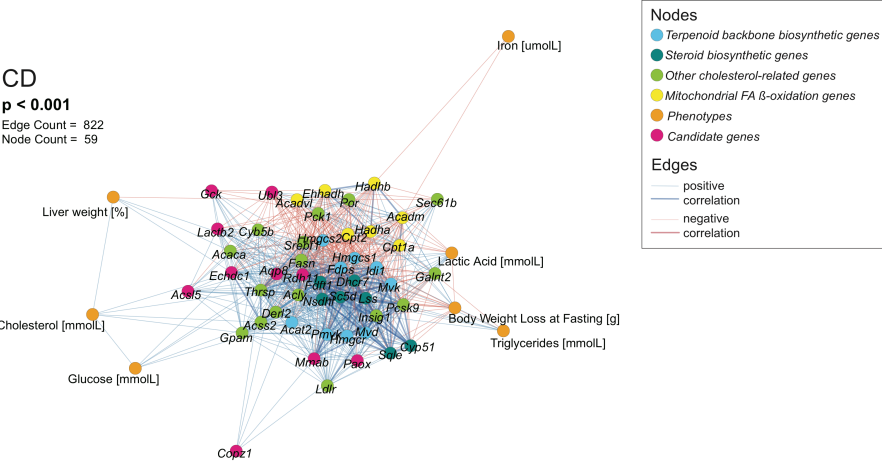 Nodes
Terpenoid backbone biosynthetic genes
Steroid biosynthetic genes
Other cholesterol-related genes
Mitochondrial FA ß-oxidation genes
Phenotypes
Candidate genes
Edges
positive
correlation
negative
correlation
CD
p < 0.001
Edge Count = 822
Node Count = 59
Iron [umolL]
Gck
Ubl3
Ehhadh
Hadhb
Acadvl
Por
Sec61b
Liver weight [%]
Pck1
Acadm
Lactb2
Cyb5b
Hmgcs2
Cpt2
Hadha
Srebf1
Cpt1a
Acaca
Fasn
Hmgcs1
Lactic Acid [mmolL]
Echdc1
Aqp8
Rdh11
Fdps
Idi1
Galnt2
Fdft1
Dhcr7
Mvk
Acsl5
Thrsp
Acly
Nsdhl
Sc5d
Lss
Pcsk9
Body Weight Loss at Fasting [g]
Cholesterol [mmolL]
Derl2
Insig1
Acss2
Acat2
Gpam
Pmvk
Hmgcr
Mvd
Triglycerides [mmolL]
Cyp51
Sqle
Mmab
Paox
Glucose [mmolL]
Ldlr
Copz1